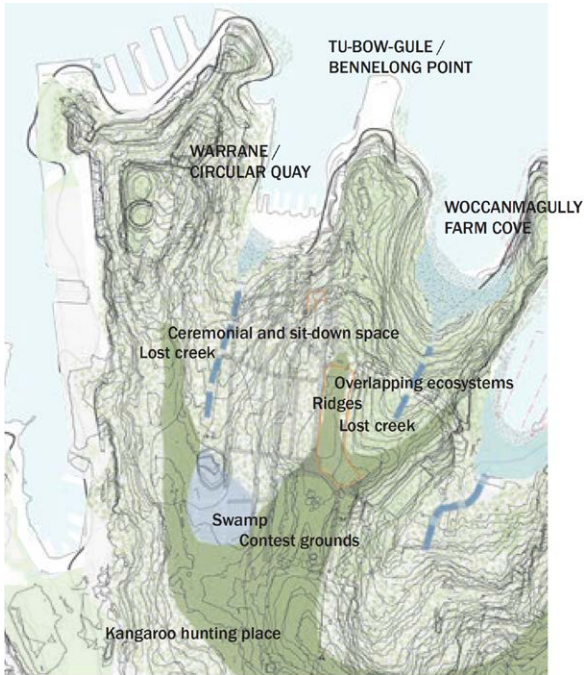 TU-BOW-GULE /
BENNELONG POINT
WARRANE /
CIRCULAR QUAY
WOCCANMAGULLY
FARM COVE
Ceremonial and sit-down space
Lost creek
Overlapping ecosystems
Ridges
Lost creek
Swamp
Contest grounds
Kangaroo hunting place